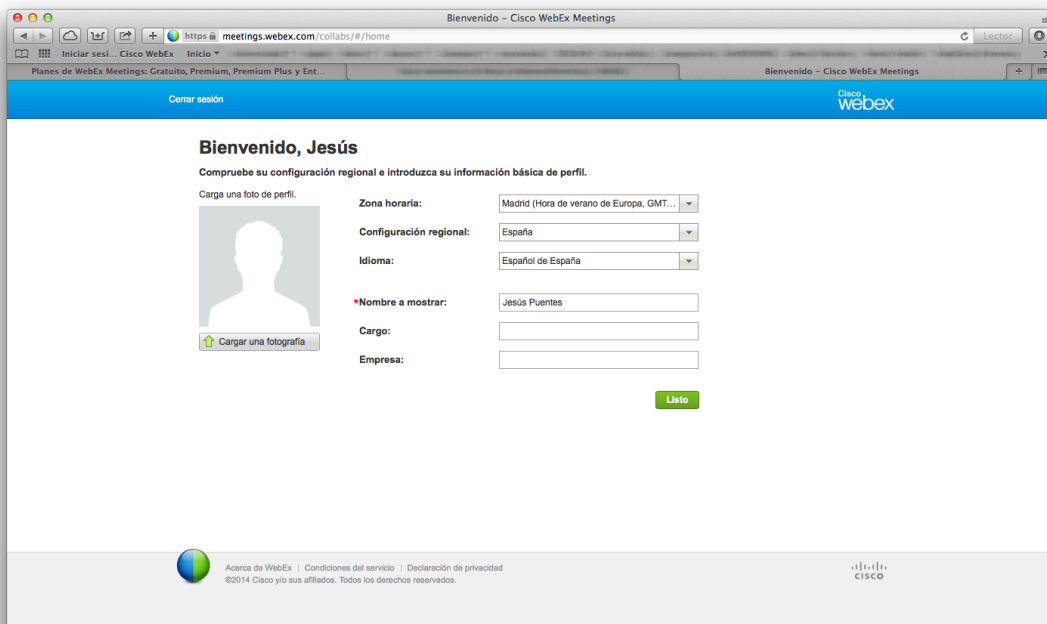 Bienvenido – Cisco WebEx Meetings
https meetings.webex.com/collabs/#/home
Lector
Iniciar sesi... Cisco WebEx Inicio
Planes de WebEx Meetings: Gratuito, Premium, Premium Plus y Ent...
Bienvenido – Cisco WebEx Meetings
Cerrar sesión
Cisco
webex
Bienvenido, Jesús
Compruebe su configuración regional e introduzca su información básica de perfil.
Carga una foto de perfil.
Zona horaria:
Madrid (Hora de verano de Europa, GMT...
Configuración regional:
España
Idioma:
Español de España
*Nombre a mostrar:
Jesús Puentes
Cargar una fotografía
Cargo:
Empresa:
Listo
Acerca de WebEx | Condiciones del servicio | Declaración de privacidad
©2014 Cisco y/o sus afiliados. Todos los derechos reservados.
CISCO